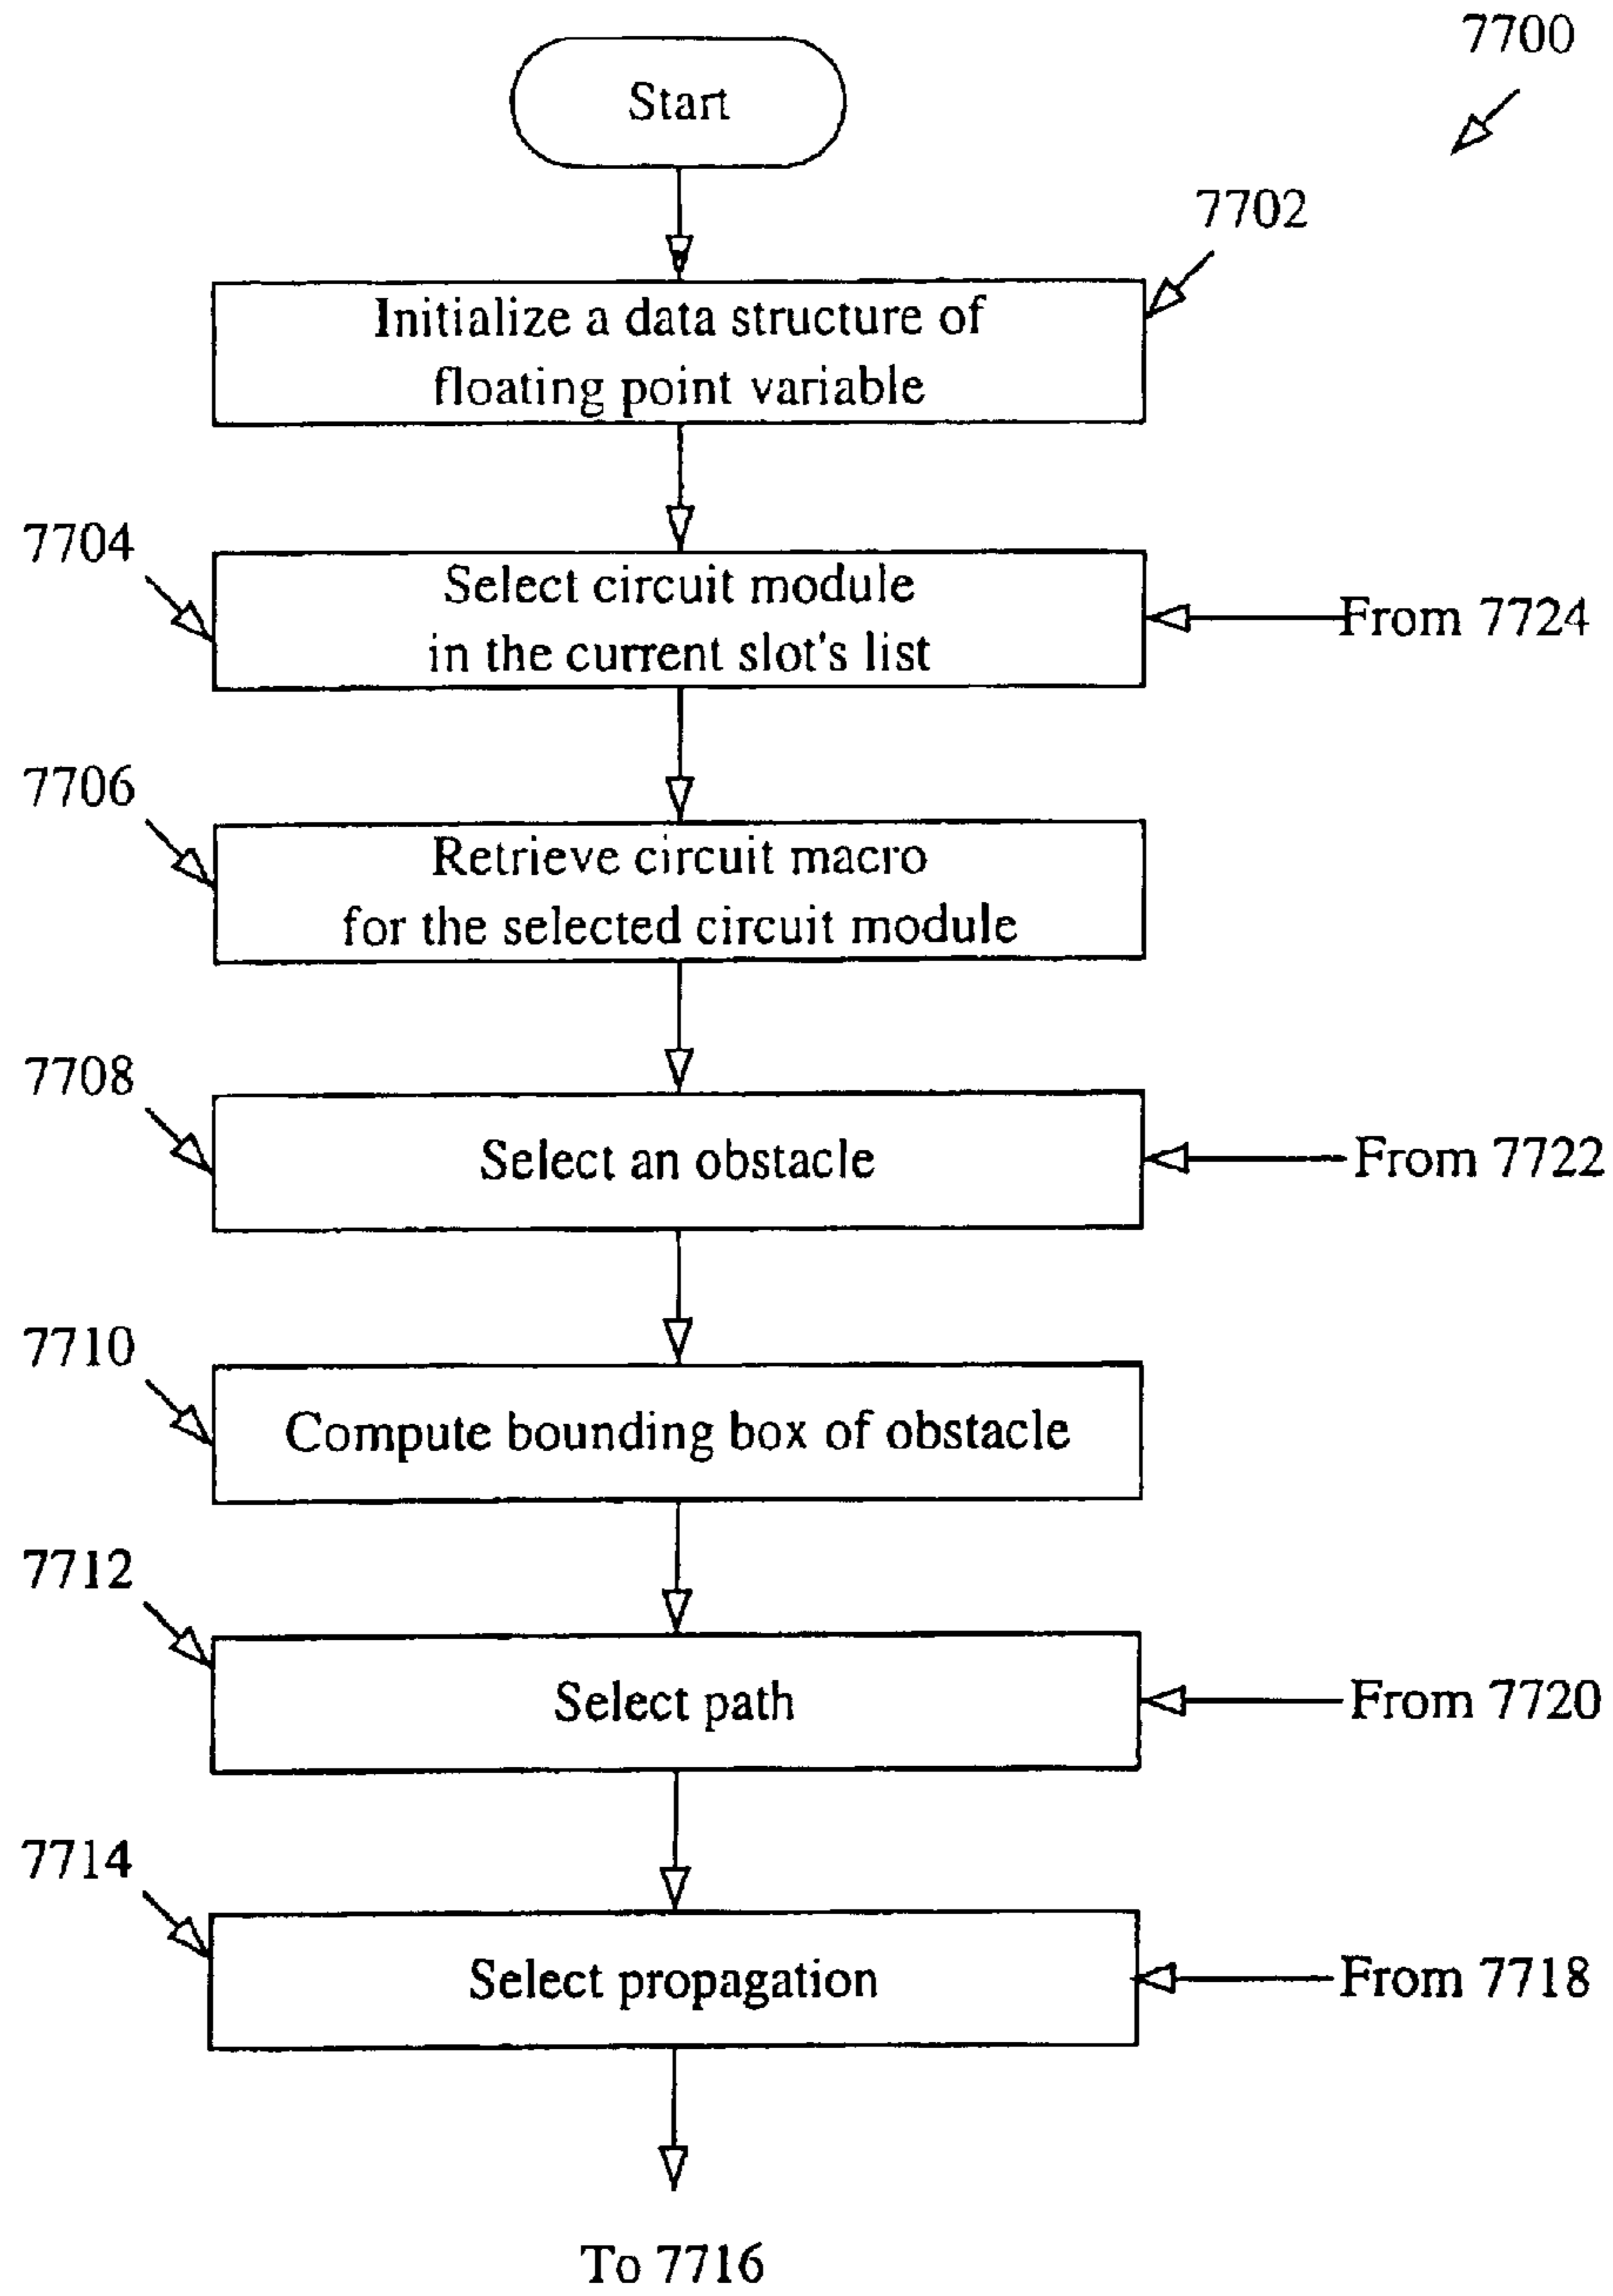 7700
Start
7702
Initialize a data structure of
floating point variable
7704
Select circuit module
in the current slot's list
From 7724
7706
Retrieve circuit macro
for the selected circuit module
7708
Select an obstacle
From 7722
7710
Compute bounding box of obstacle
7712
Select path
From 7720
7714
Select propagation
From 7718
To 7716